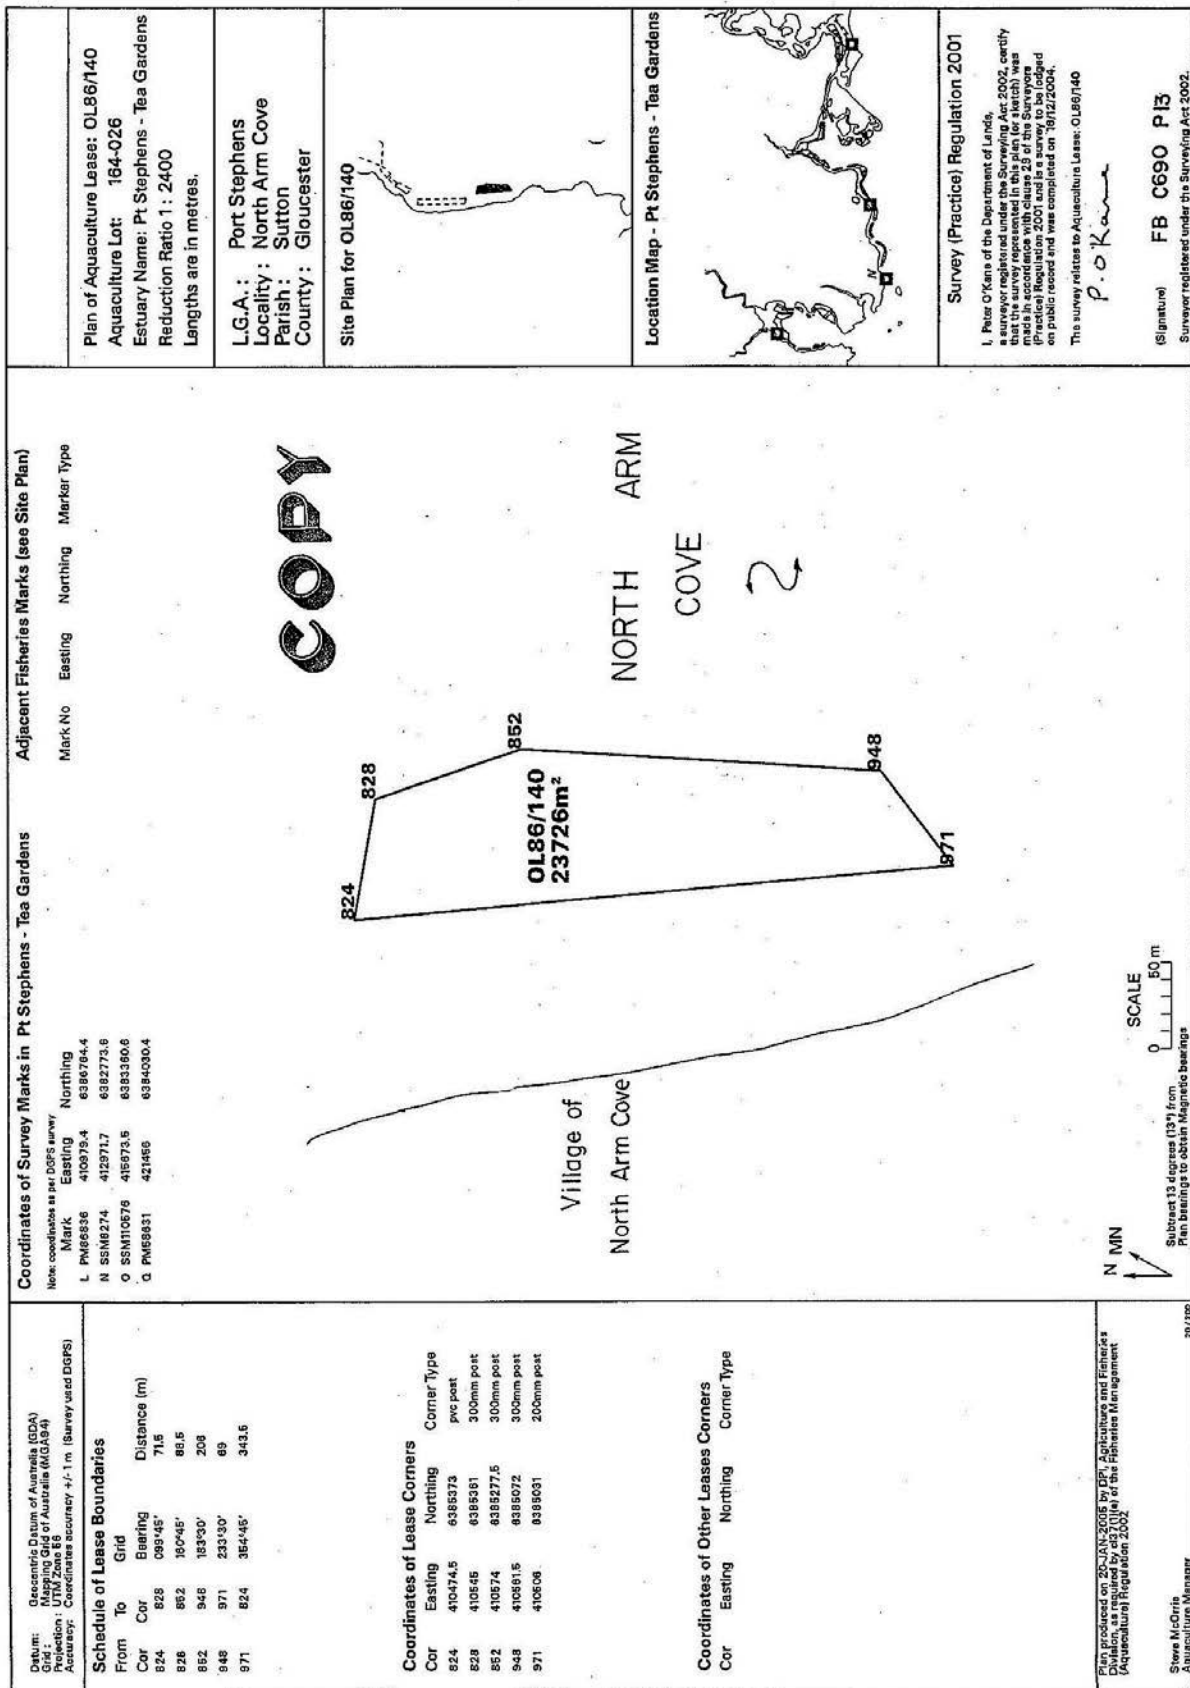 Datum: Geocentric Datum of Australia (GDA)
Grid : Mapping Grid of Australia (MGA94)
Projection : UTM Zone 56
Accuracy: Coordinates accuracy +/- 1 m (Survey used DGPS)
Schedule of Lease Boundaries
From To Grid
Cor Cor Bearing Distance (m)
824 828 099°45' 71.5
828 852 160°45' 88.5
852 948 183°30' 206
948 971 233°30' 69
971 824 354°45' 343.5
Coordinates of Lease Corners
Cor Easting Northing Corner Type
824 410474.5 6385373 pvc post
828 410545 6385361 300mm post
852 410574 6385277.5 300mm post
948 410561.5 6385072 300mm post
971 410506 6385031 200mm post
Coordinates of Other Leases Corners
Cor Easting Northing Corner Type
Plan produced on 20-JAN-2005 by DPI, Agriculture and Fisheries
Division, as required by cl37(1)(e) of the Fisheries Management
(Aquaculture) Regulation 2002
Steve McOrrie
Aquaculture Manager
Coordinates of Survey Marks in Pt Stephens - Tea Gardens
Note: coordinates as per DGPS survey
Mark Easting Northing
L PM86836 410979.4 6386764.4
N SSM8274 412971.7 6382773.6
O SSM110576 415673.5 6383360.6
Q PM58631 421456 6384030.4
Adjacent Fisheries Marks (see Site Plan)
Mark No Easting Northing Marker Type
COPY
824
828
852
OL86/140
23726m²
948
971
NORTH ARM
COVE
Village of
North Arm Cove
N MN
SCALE
0 50 m
Subtract 13 degrees (13°) from
Plan bearings to obtain Magnetic bearings
Plan of Aquaculture Lease: OL86/140
Aquaculture Lot: 164-026
Estuary Name: Pt Stephens - Tea Gardens
Reduction Ratio 1 : 2400
Lengths are in metres.
L.G.A. : Port Stephens
Locality : North Arm Cove
Parish : Sutton
County : Gloucester
Site Plan for OL86/140
Location Map - Pt Stephens - Tea Gardens
N
Survey (Practice) Regulation 2001
I, Peter O'Kane of the Department of Lands,
a surveyor registered under the Surveying Act 2002, certify
that the survey represented in this plan (or sketch) was
made in accordance with clause 29 of the Surveyors
(Practice) Regulation 2001 and is a survey to be lodged
on public record and was completed on 16/12/2004.
The survey relates to Aquaculture Lease: OL86/140
P. O'Kane
(Signature) FB C690 P13
Surveyor registered under the Surveying Act 2002.